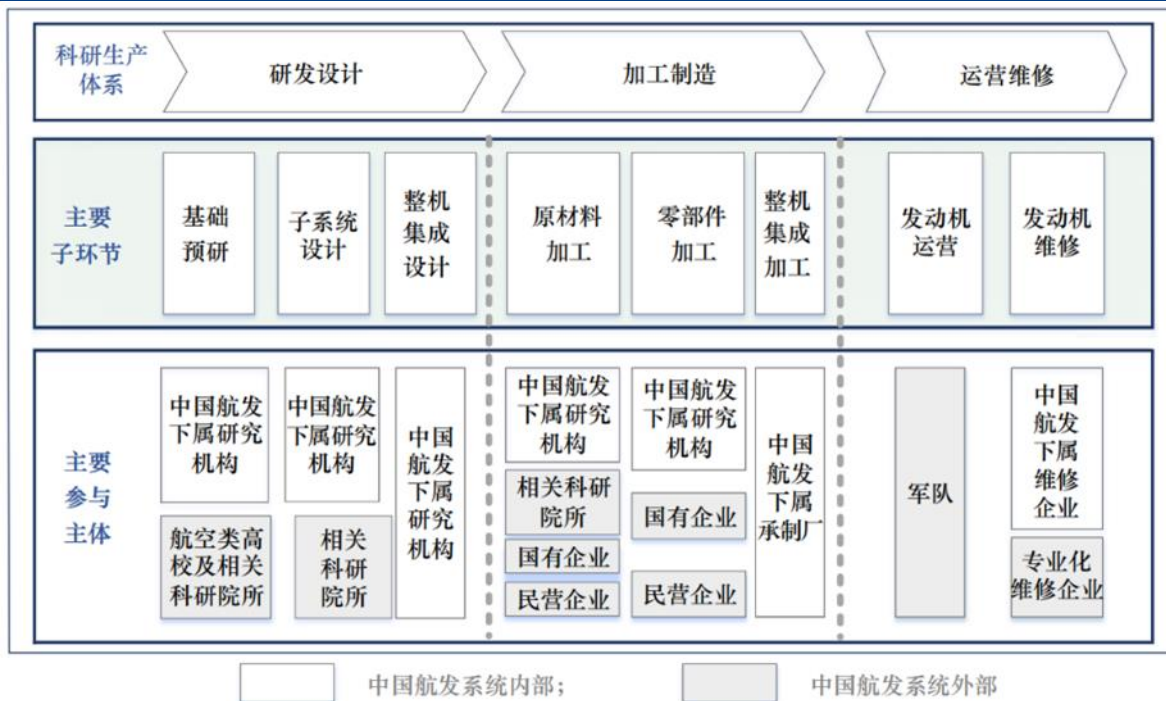 科研生产
体系
研发设计
加工制造
运营维修
主要
子环节
基础
预研
子系统
设计
整机
集成
设计
原材料
加工
零部件
加工
整机
集成
加工
发动机
运营
发动机
维修
主要
参与
主体
中国航发
下属研究
机构
航空类高
校及相关
科研院所
中国航发
下属研究
机构
相关
科研
院所
中国
航发
下属
研究
机构
中国航发
下属研究
机构
相关科研
院所
国有企业
民营企业
中国航发
下属研究
机构
国有企业
民营企业
中国
航发
下属
承制厂
军队
中国
航发
下属
维修
企业
专业化
维修企业
中国航发系统内部；
中国航发系统外部